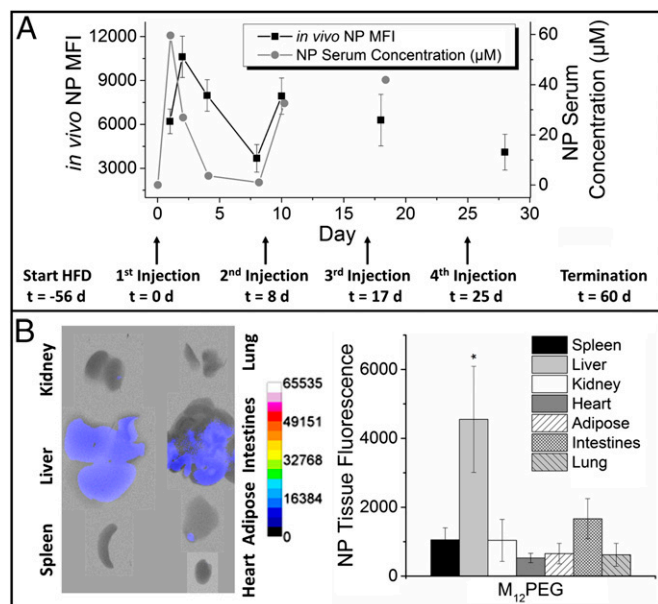 A
in vivo NP MFI
12000
9000
6000
3000
in vivo NP MFI
NP Serum Concentration (µM)
60
40
20
0
NP Serum
Concentration (µM)
0 5 10 15 20 25 30
Day
Start HFD
t = -56 d
1st Injection
t = 0 d
2nd Injection
t = 8 d
3rd Injection
t = 17 d
4th Injection
t = 25 d
Termination
t = 60 d
B
Kidney
Liver
Spleen
Lung
Intestines
Adipose
Heart
65535
49151
32768
16384
0
NP Tissue Fluorescence
6000
4000
2000
0
*
Spleen
Liver
Kidney
Heart
Adipose
Intestines
Lung
M12PEG